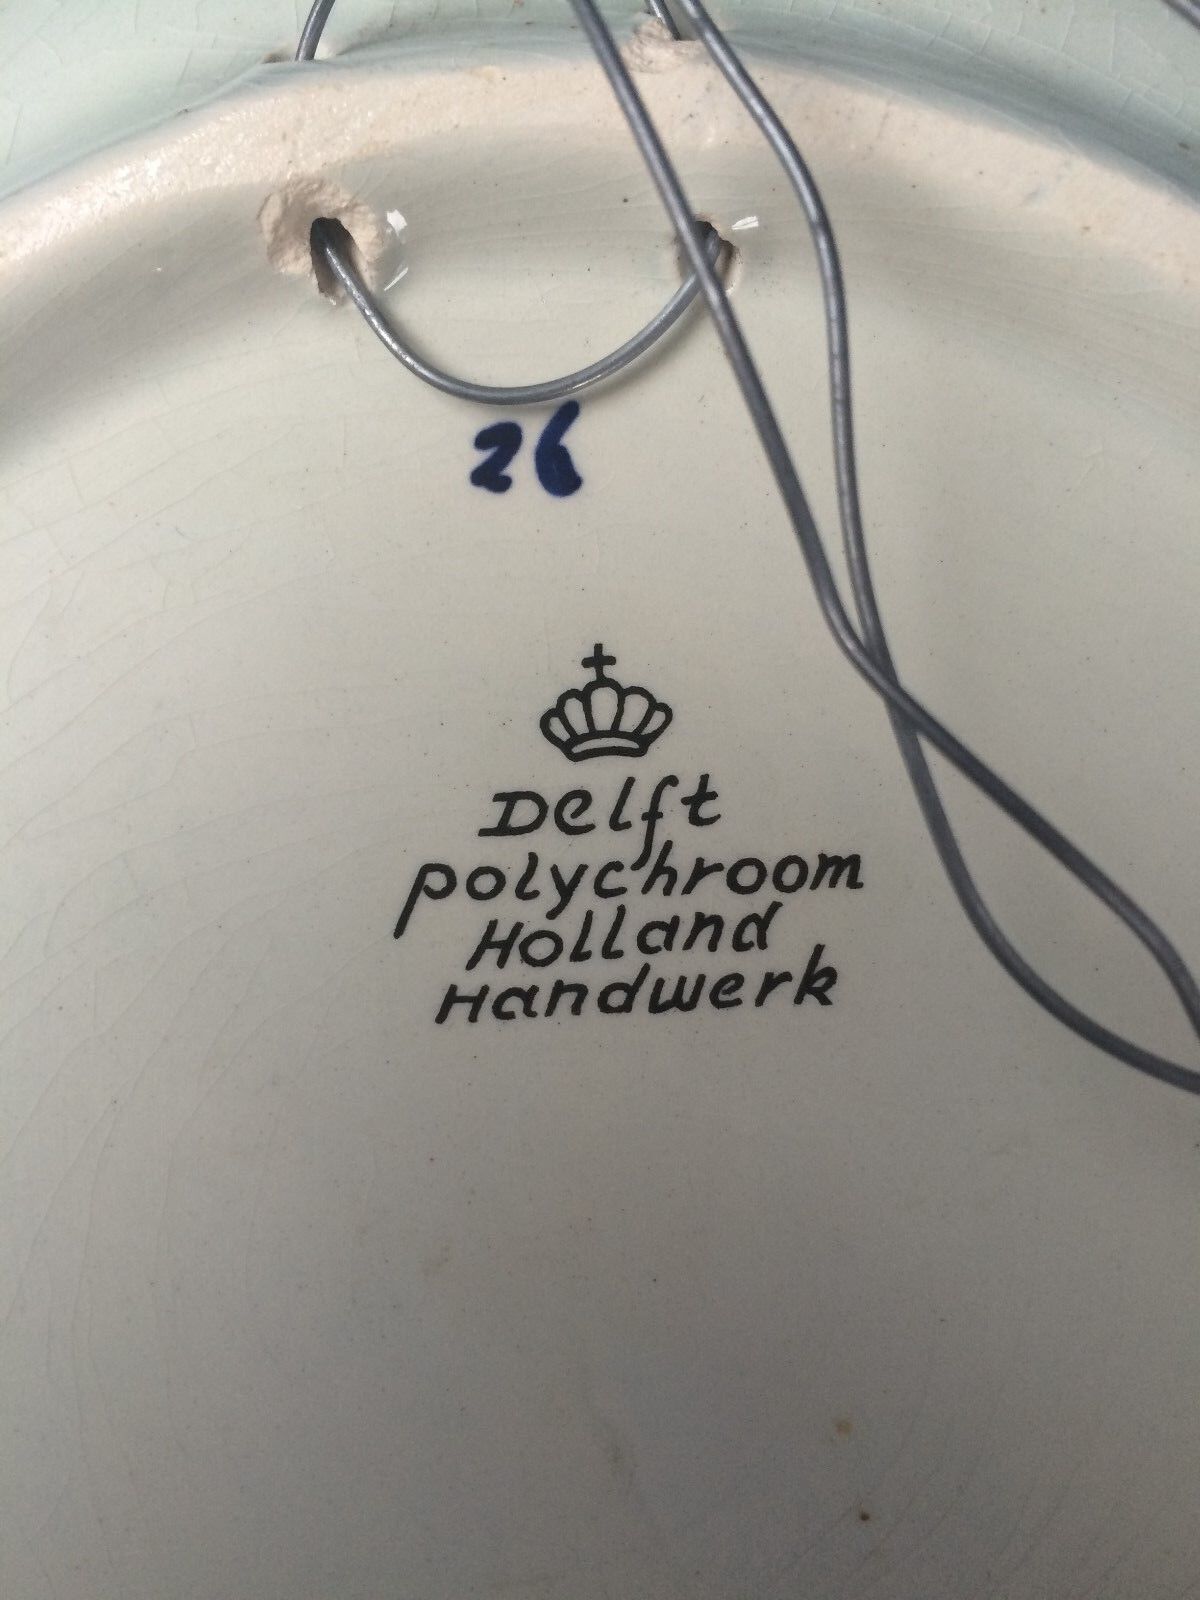 26
Delft
polychroom
Holland
Handwerk